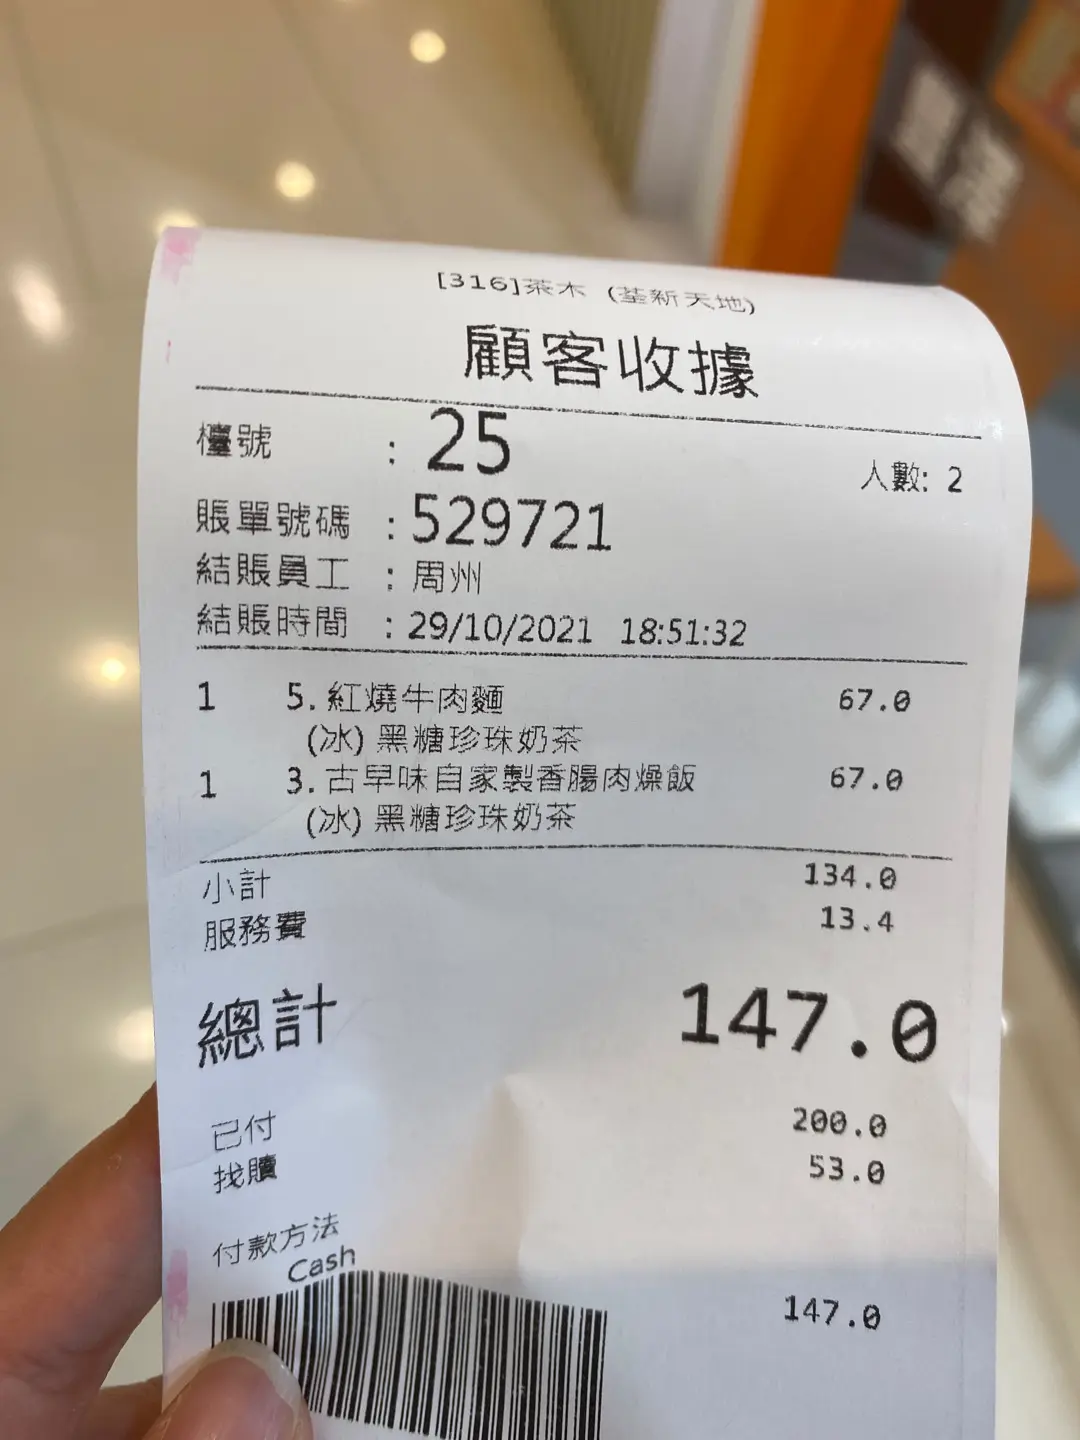 [316]茶木 (荃新天地)
顧客收據
檯號 : 25 人數: 2
賬單號碼 : 529721
結賬員工 : 周州
結賬時間 : 29/10/2021 18:51:32
1 5. 紅燒牛肉麵 67.0
(冰) 黑糖珍珠奶茶
1 3. 古早味自家製香腸肉燥飯 67.0
(冰) 黑糖珍珠奶茶
小計 134.0
服務費 13.4
總計 147.0
已付 200.0
找贖 53.0
付款方法
Cash 147.0